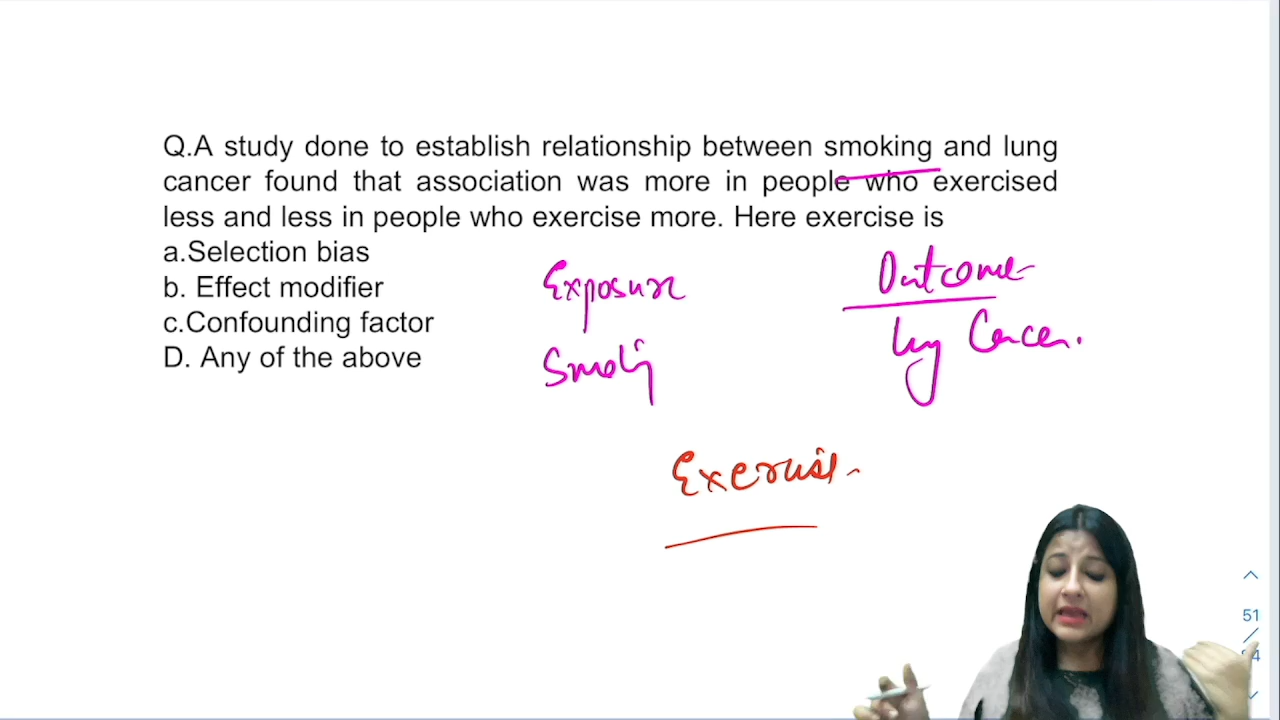 Q.A study done to establish relationship between smoking and lung
cancer found that association was more in people who exercised
less and less in people who exercise more. Here exercise is
a.Selection bias
b. Effect modifier
c.Confounding factor
D. Any of the above
Exposure
Outcome
Lung Cancer.
Exercise
51